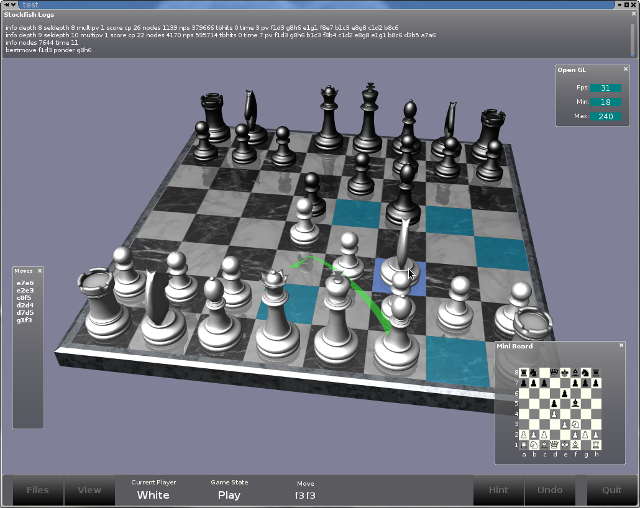 test
Stockfish Logs
info depth 8 seldepth 8 multipv 1 score cp 26 nodes 1139 nps 379666 tbhits 0 time 3 pv f1d3 g8h6 e1g1 f8e7 b1c3 e8g8 c1d2 b8c6
info depth 9 seldepth 10 multipv 1 score cp 22 nodes 4170 nps 595714 tbhits 0 time 7 pv f1d3 g8h6 b1c3 f8b4 c1d2 e8g8 e1g1 b8c6 d3b5 a7a6
info nodes 7644 time 11
bestmove f1d3 ponder g8h6
Open GL
Fps: 31
Min: 18
Max: 240
Moves
e7e6
e2e3
c8f5
d2d4
d7d5
g1f3
Mini Board
8
7
6
5
4
3
2
1
a b c d e f g h
Files
View
Current Player
White
Game State
Play
Move
f3f3
Hint
Undo
Quit